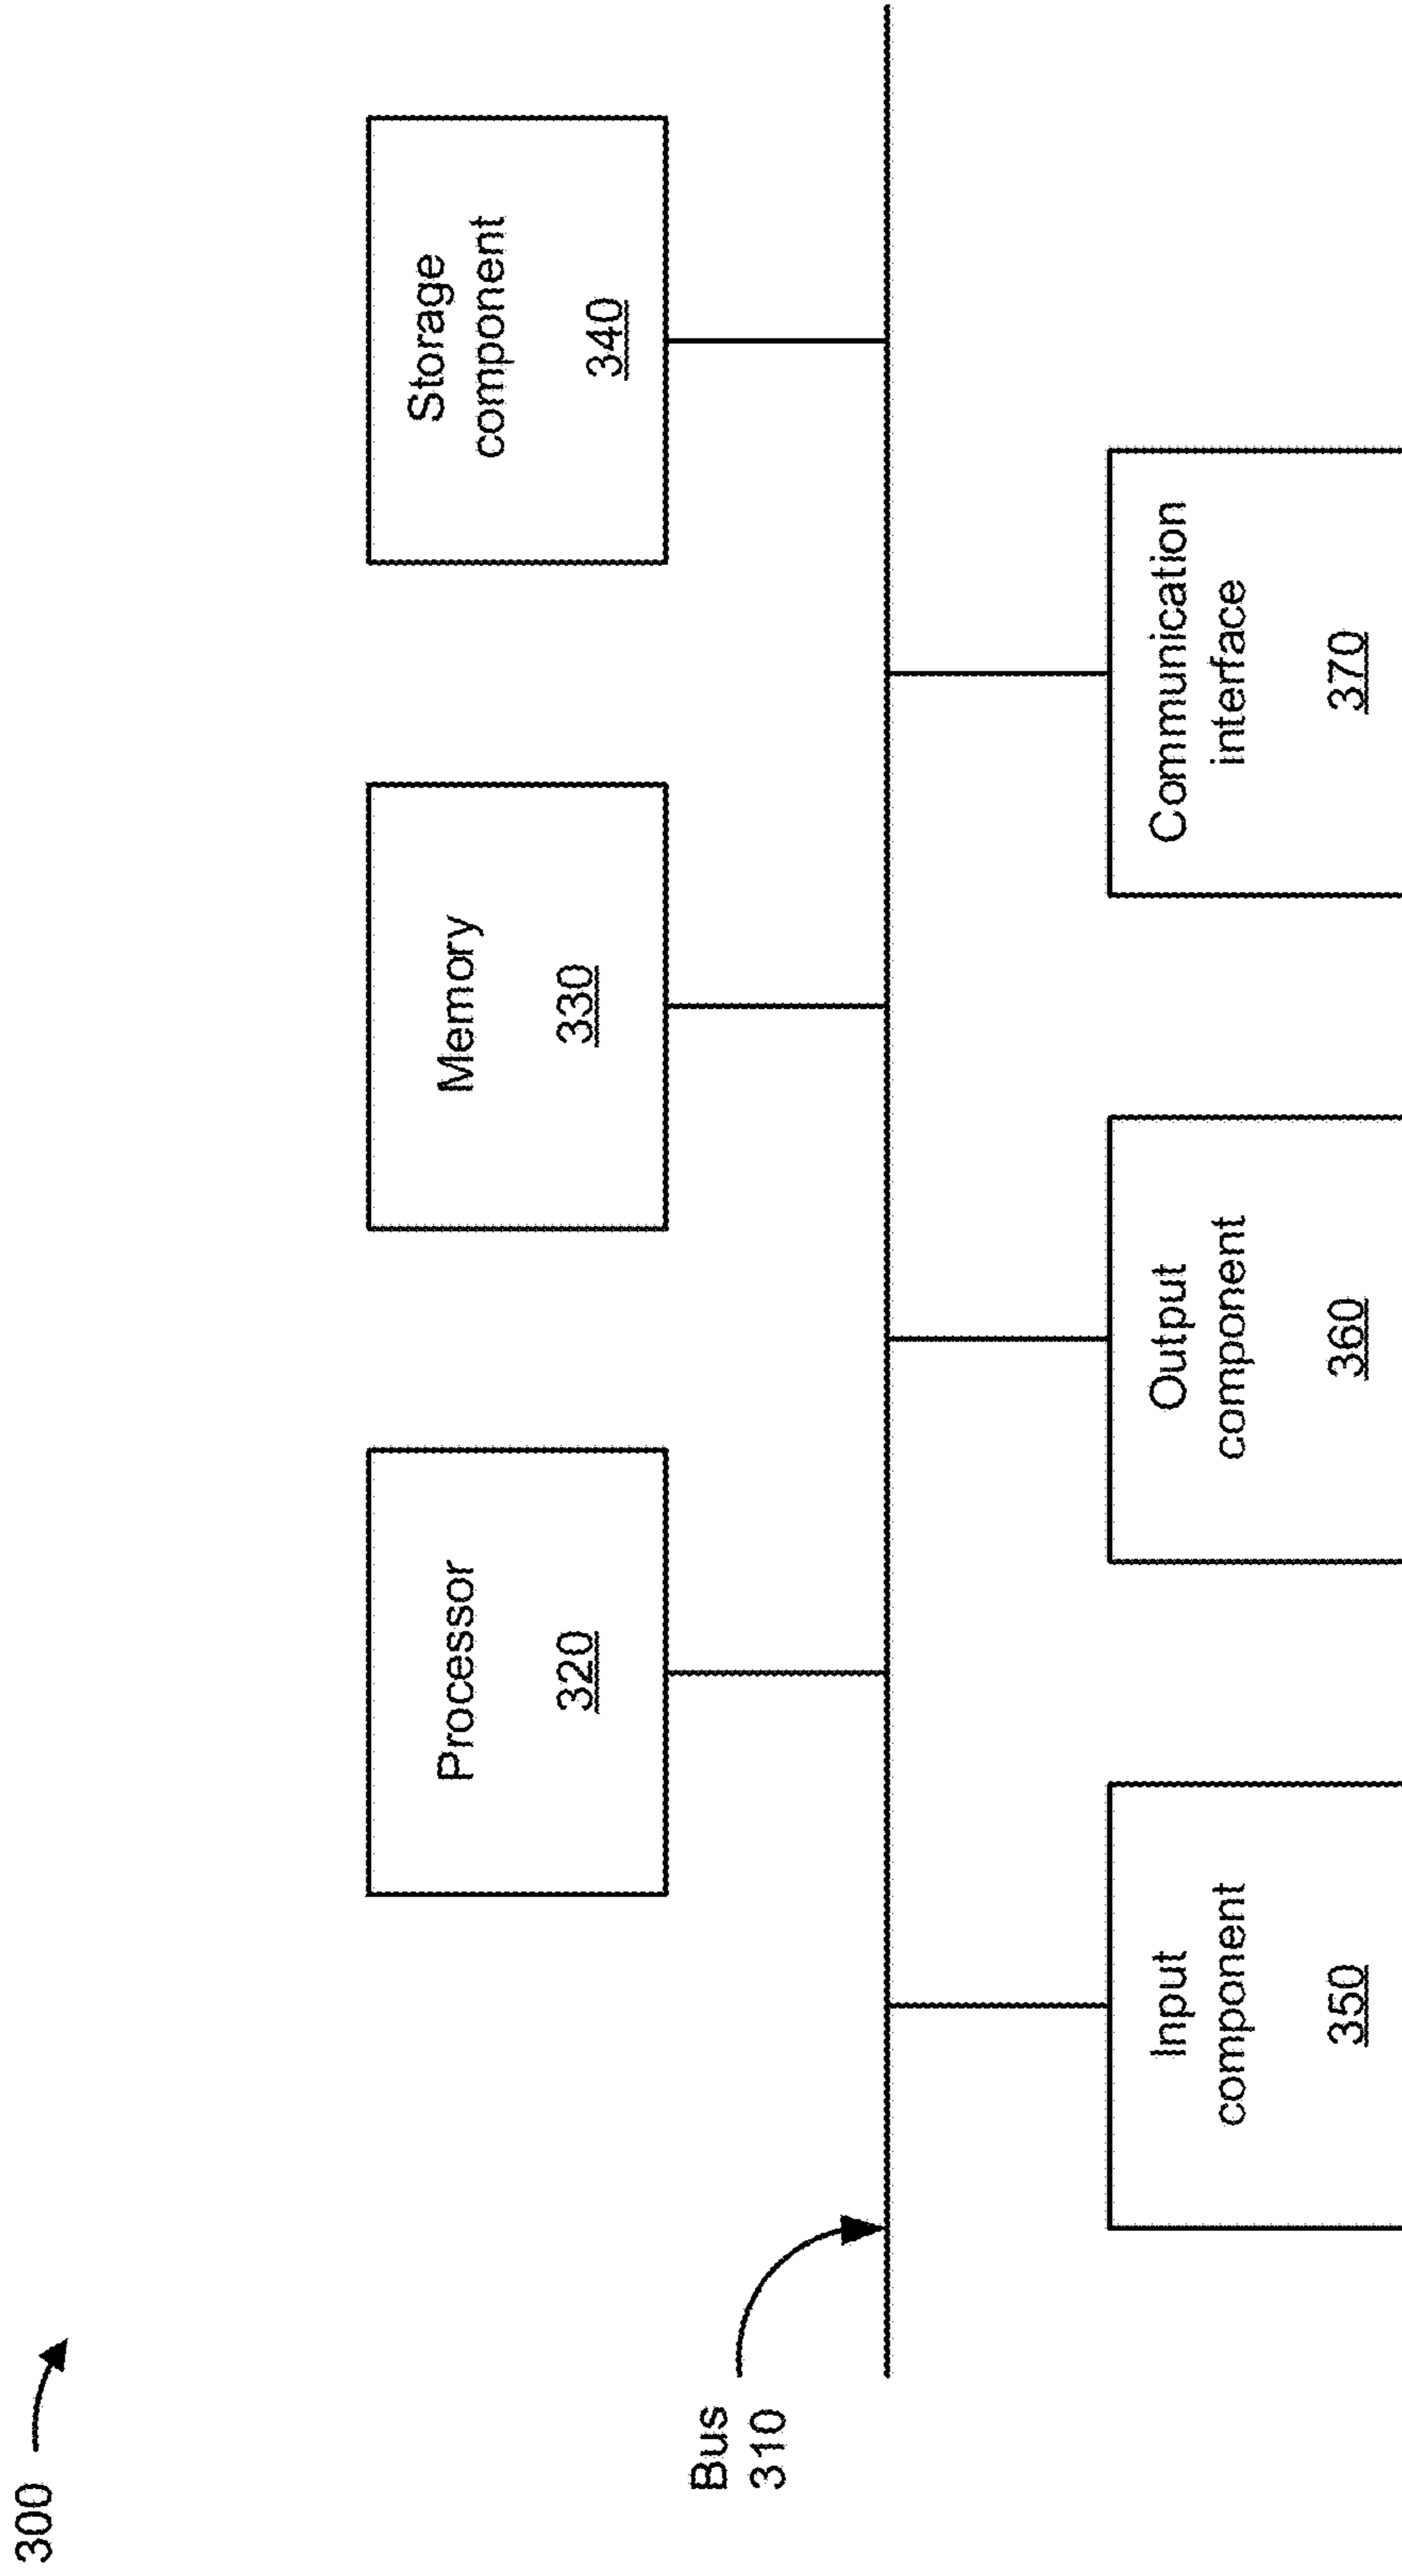 300
Processor
320
Memory
330
Storage
component
340
Bus
310
Input
component
350
Output
component
360
Communication
interface
370